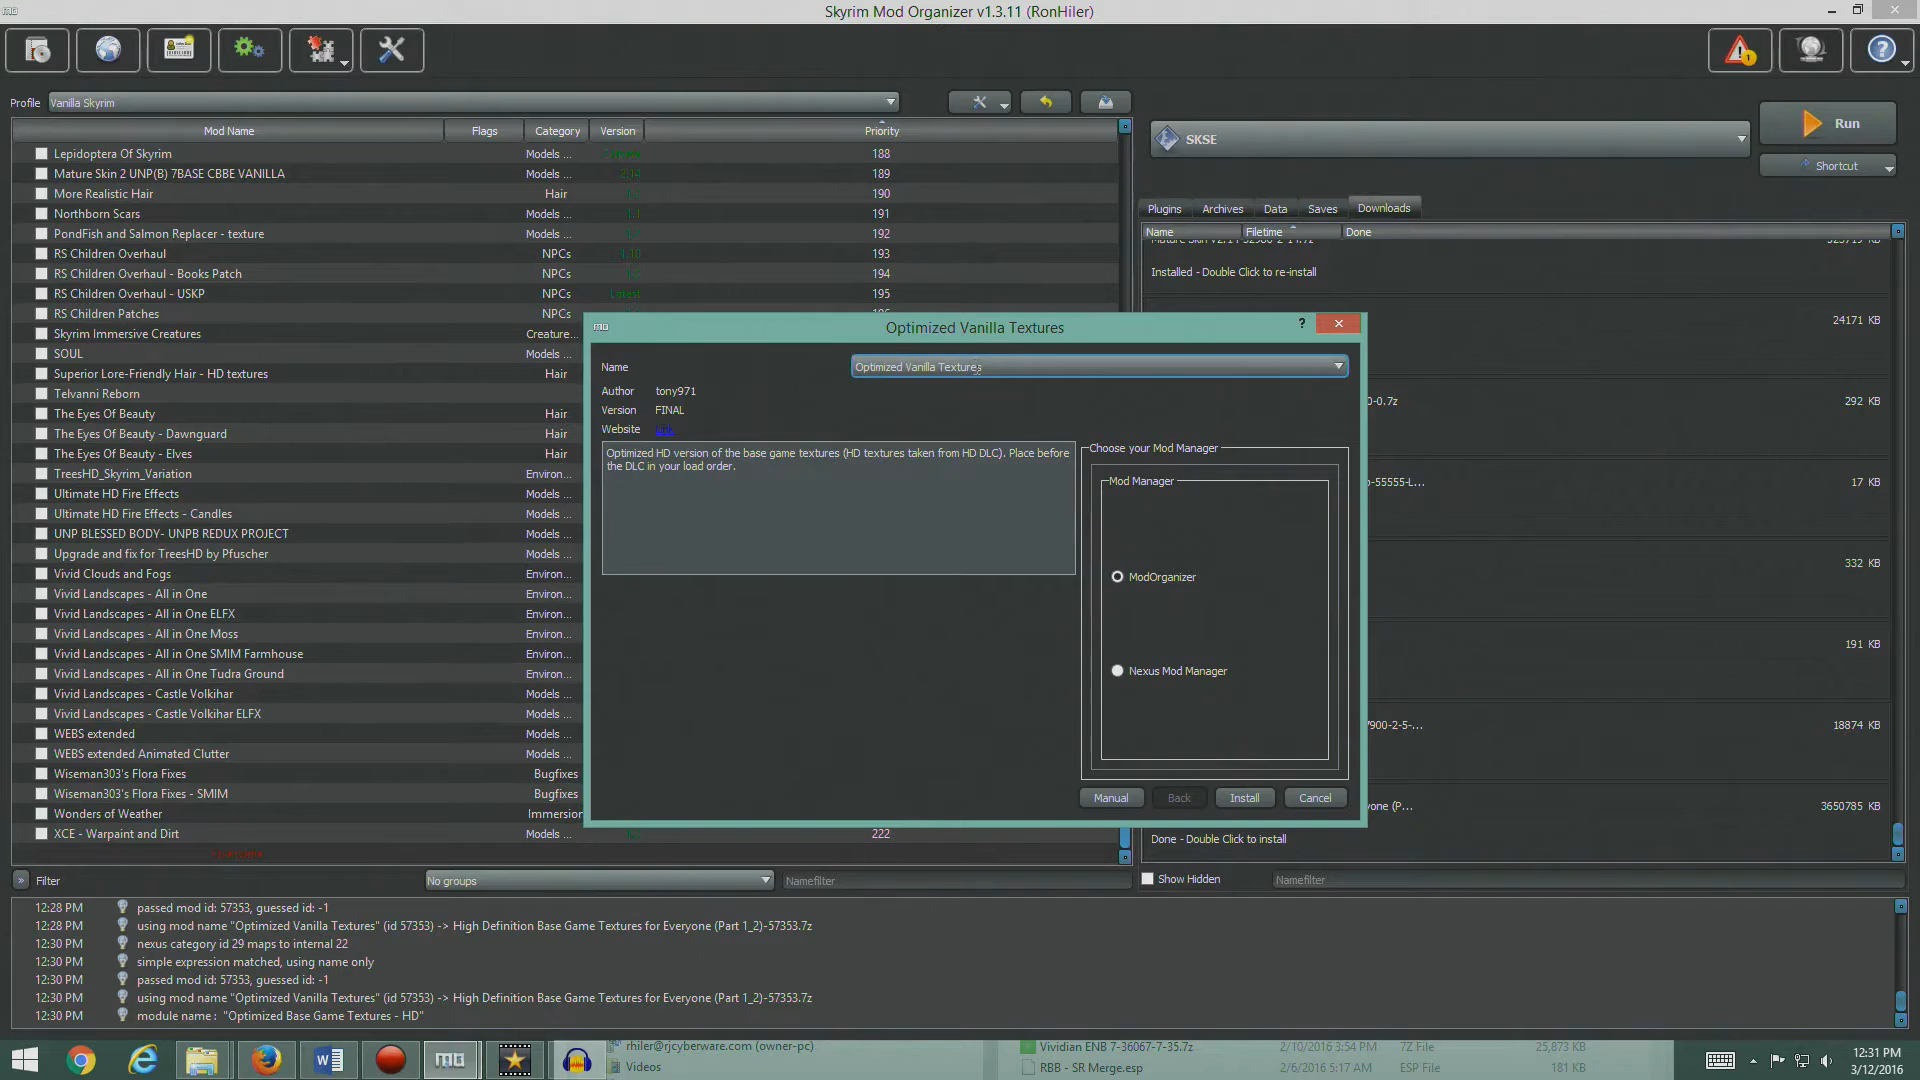 Skyrim Mod Organizer v1.3.11 (RonHiler)
Profile Vanilla Skyrim
Mod Name Flags Category Version Priority
Lepidoptera Of Skyrim Models ... 188
Mature Skin 2 UNP(B) 7BASE CBBE VANILLA Models ... 189
More Realistic Hair Hair 190
Northborn Scars Models ... 191
PondFish and Salmon Replacer - texture Models ... 192
RS Children Overhaul NPCs 193
RS Children Overhaul - Books Patch NPCs 194
RS Children Overhaul - USKP NPCs 195
RS Children Patches NPCs
Skyrim Immersive Creatures Creature...
SOUL Models ...
Superior Lore-Friendly Hair - HD textures Hair
Telvanni Reborn Models ...
The Eyes Of Beauty Hair
The Eyes Of Beauty - Dawnguard Hair
The Eyes Of Beauty - Elves Hair
TreesHD_Skyrim_Variation Environ...
Ultimate HD Fire Effects Models ...
Ultimate HD Fire Effects - Candles Models ...
UNP BLESSED BODY- UNPB REDUX PROJECT Models ...
Upgrade and fix for TreesHD by Pfuscher Models ...
Vivid Clouds and Fogs Environ...
Vivid Landscapes - All in One Environ...
Vivid Landscapes - All in One ELFX Environ...
Vivid Landscapes - All in One Moss Environ...
Vivid Landscapes - All in One SMIM Farmhouse Environ...
Vivid Landscapes - All in One Tudra Ground Environ...
Vivid Landscapes - Castle Volkihar Models ...
Vivid Landscapes - Castle Volkihar ELFX Models ...
WEBS extended Models ...
WEBS extended Animated Clutter Models ...
Wiseman303's Flora Fixes Bugfixes
Wiseman303's Flora Fixes - SMIM Bugfixes
Wonders of Weather Immersion
XCE - Warpaint and Dirt Models ... 222
Filter No groups Namefilter
SKSE
Run
Shortcut
Plugins Archives Data Saves Downloads
Name Filetime Done
Installed - Double Click to re-install
24171 KB
0-0.7z 292 KB
p-55555-L... 17 KB
332 KB
191 KB
7900-2-5-... 18874 KB
yone (P... 3650785 KB
Done - Double Click to install
Show Hidden Namefilter
Optimized Vanilla Textures
?
Name Optimized Vanilla Textures
Author tony971
Version FINAL
Website Link
Optimized HD version of the base game textures (HD textures taken from HD DLC). Place before
the DLC in your load order.
Choose your Mod Manager
Mod Manager
ModOrganizer
Nexus Mod Manager
Manual Back Install Cancel
12:28 PM passed mod id: 57353, guessed id: -1
12:28 PM using mod name "Optimized Vanilla Textures" (id 57353) -> High Definition Base Game Textures for Everyone (Part 1_2)-57353.7z
12:30 PM nexus category id 29 maps to internal 22
12:30 PM simple expression matched, using name only
12:30 PM passed mod id: 57353, guessed id: -1
12:30 PM using mod name "Optimized Vanilla Textures" (id 57353) -> High Definition Base Game Textures for Everyone (Part 1_2)-57353.7z
12:30 PM module name : "Optimized Base Game Textures - HD"
rhiler@rjcyberware.com (owner-pc)
Videos
Vividian ENB 7-36067-7-35.7z 2/10/2016 3:54 PM 7Z File 25,873 KB
RBB - SR Merge.esp 2/6/2016 5:17 AM ESP File 181 KB
12:31 PM
3/12/2016